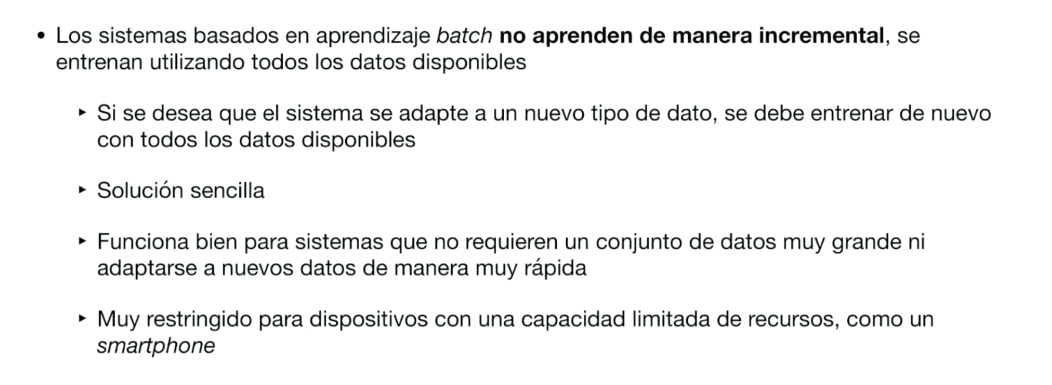 • Los sistemas basados en aprendizaje batch no aprenden de manera incremental, se
entrenan utilizando todos los datos disponibles
‣ Si se desea que el sistema se adapte a un nuevo tipo de dato, se debe entrenar de nuevo
con todos los datos disponibles
‣ Solución sencilla
‣ Funciona bien para sistemas que no requieren un conjunto de datos muy grande ni
adaptarse a nuevos datos de manera muy rápida
‣ Muy restringido para dispositivos con una capacidad limitada de recursos, como un
smartphone